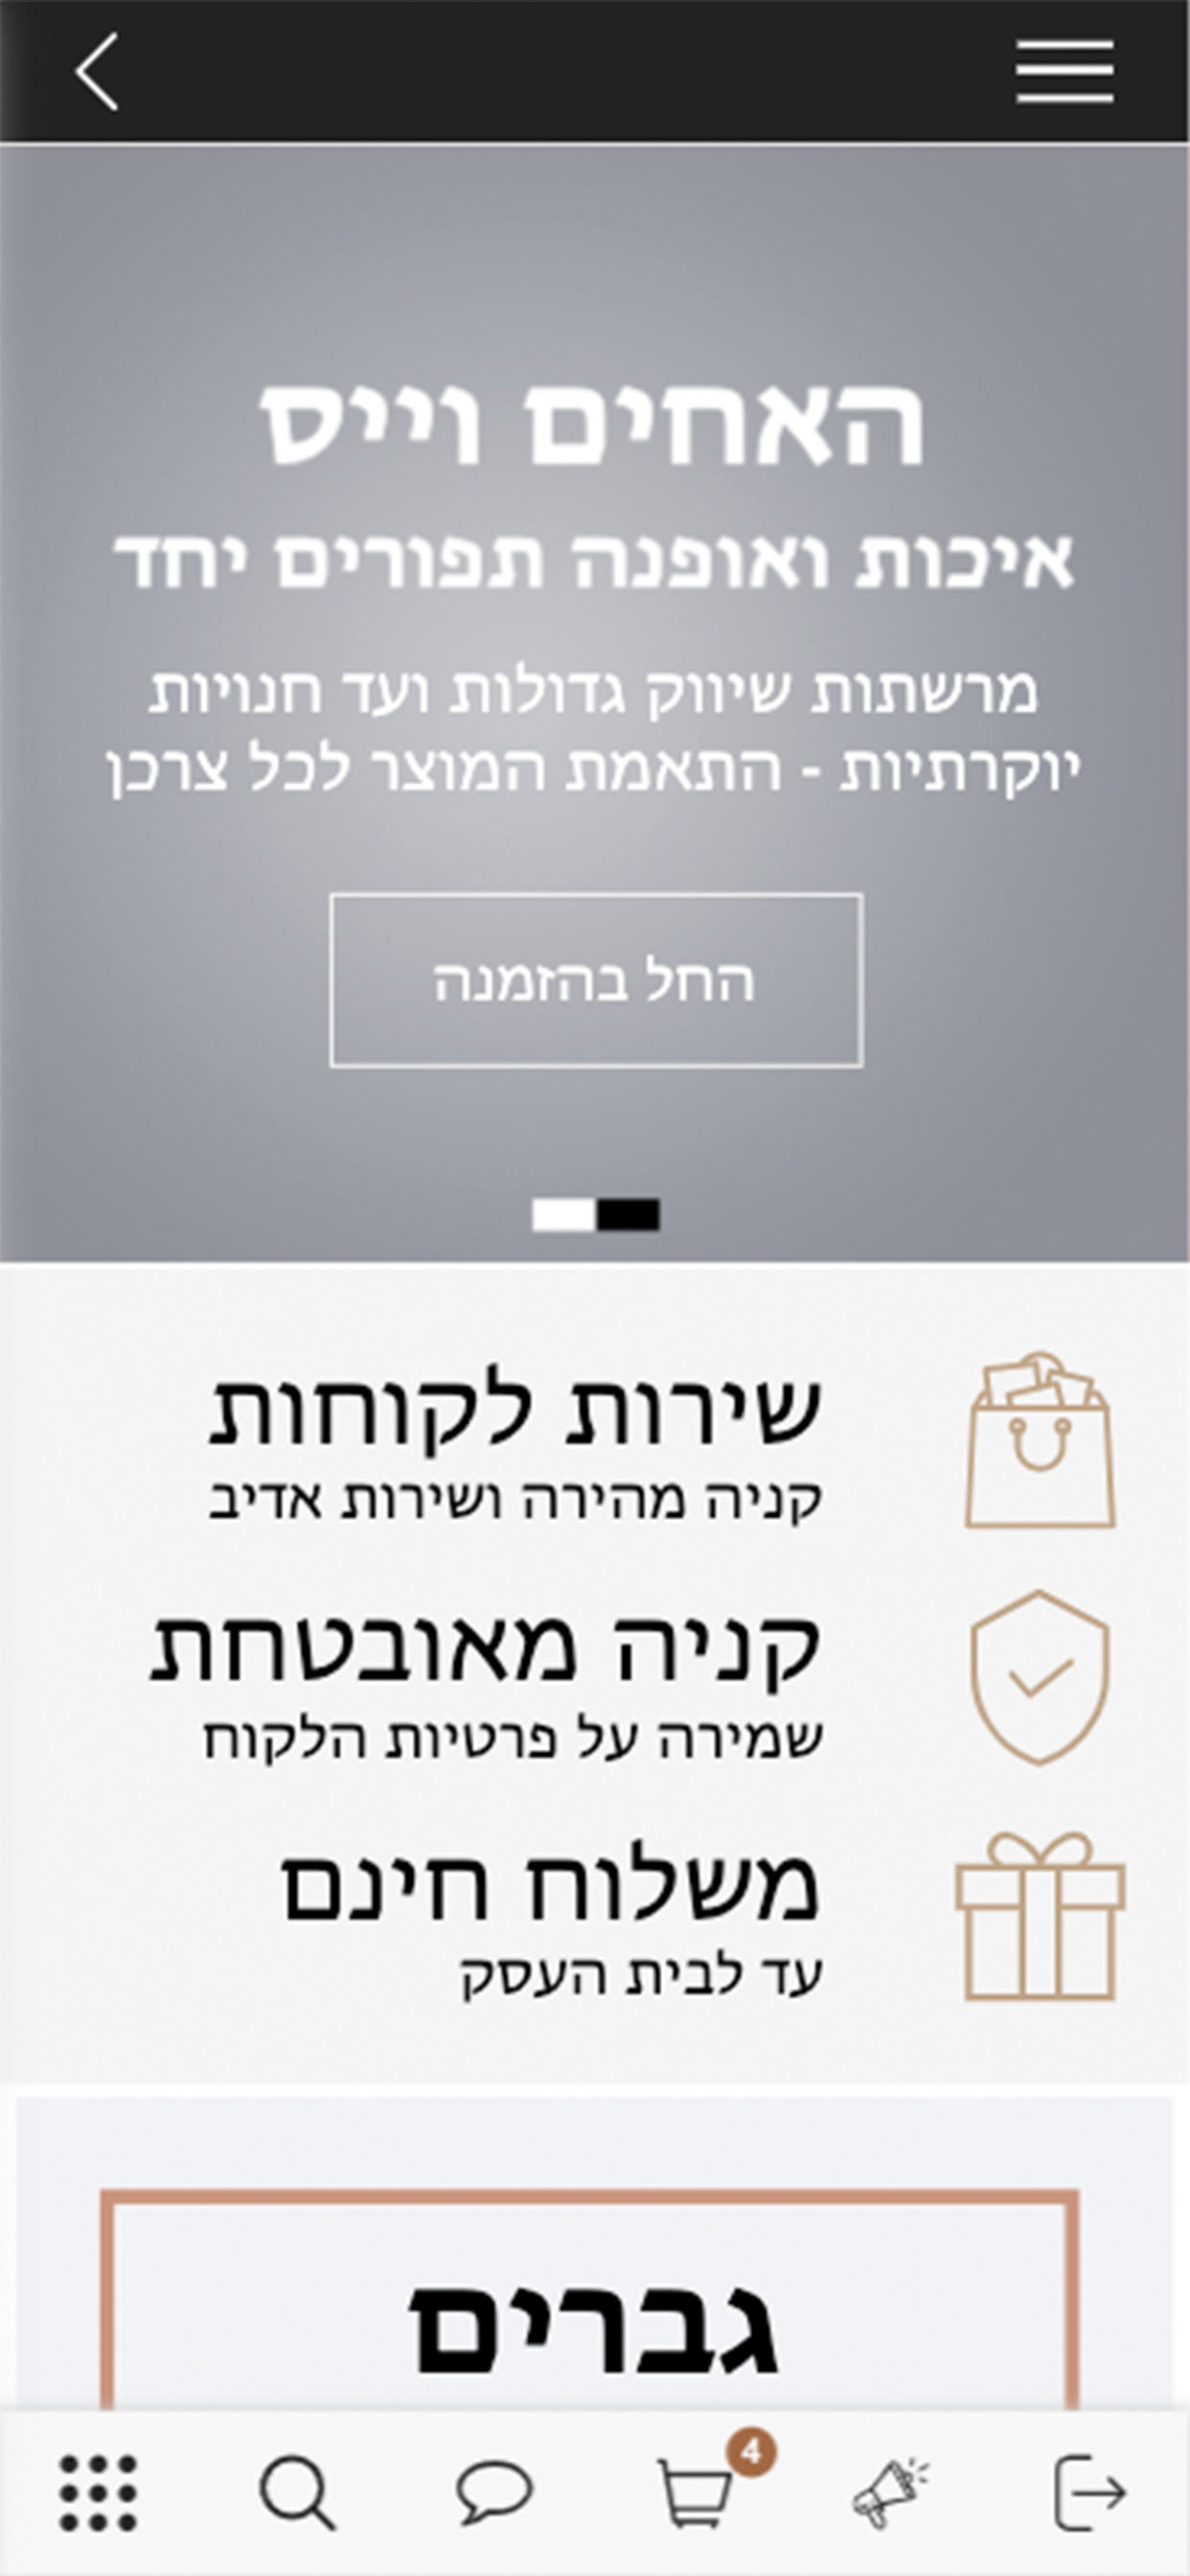 האחים וייס
איכות ואופנה תפורים יחד
מרשתות שיווק גדולות ועד חנויות
יוקרתיות - התאמת המוצר לכל צרכן
החל בהזמנה
שירות לקוחות
קניה מהירה ושירות אדיב
קניה מאובטחת
שמירה על פרטיות הלקוח
משלוח חינם
עד לבית העסק
גברים
4